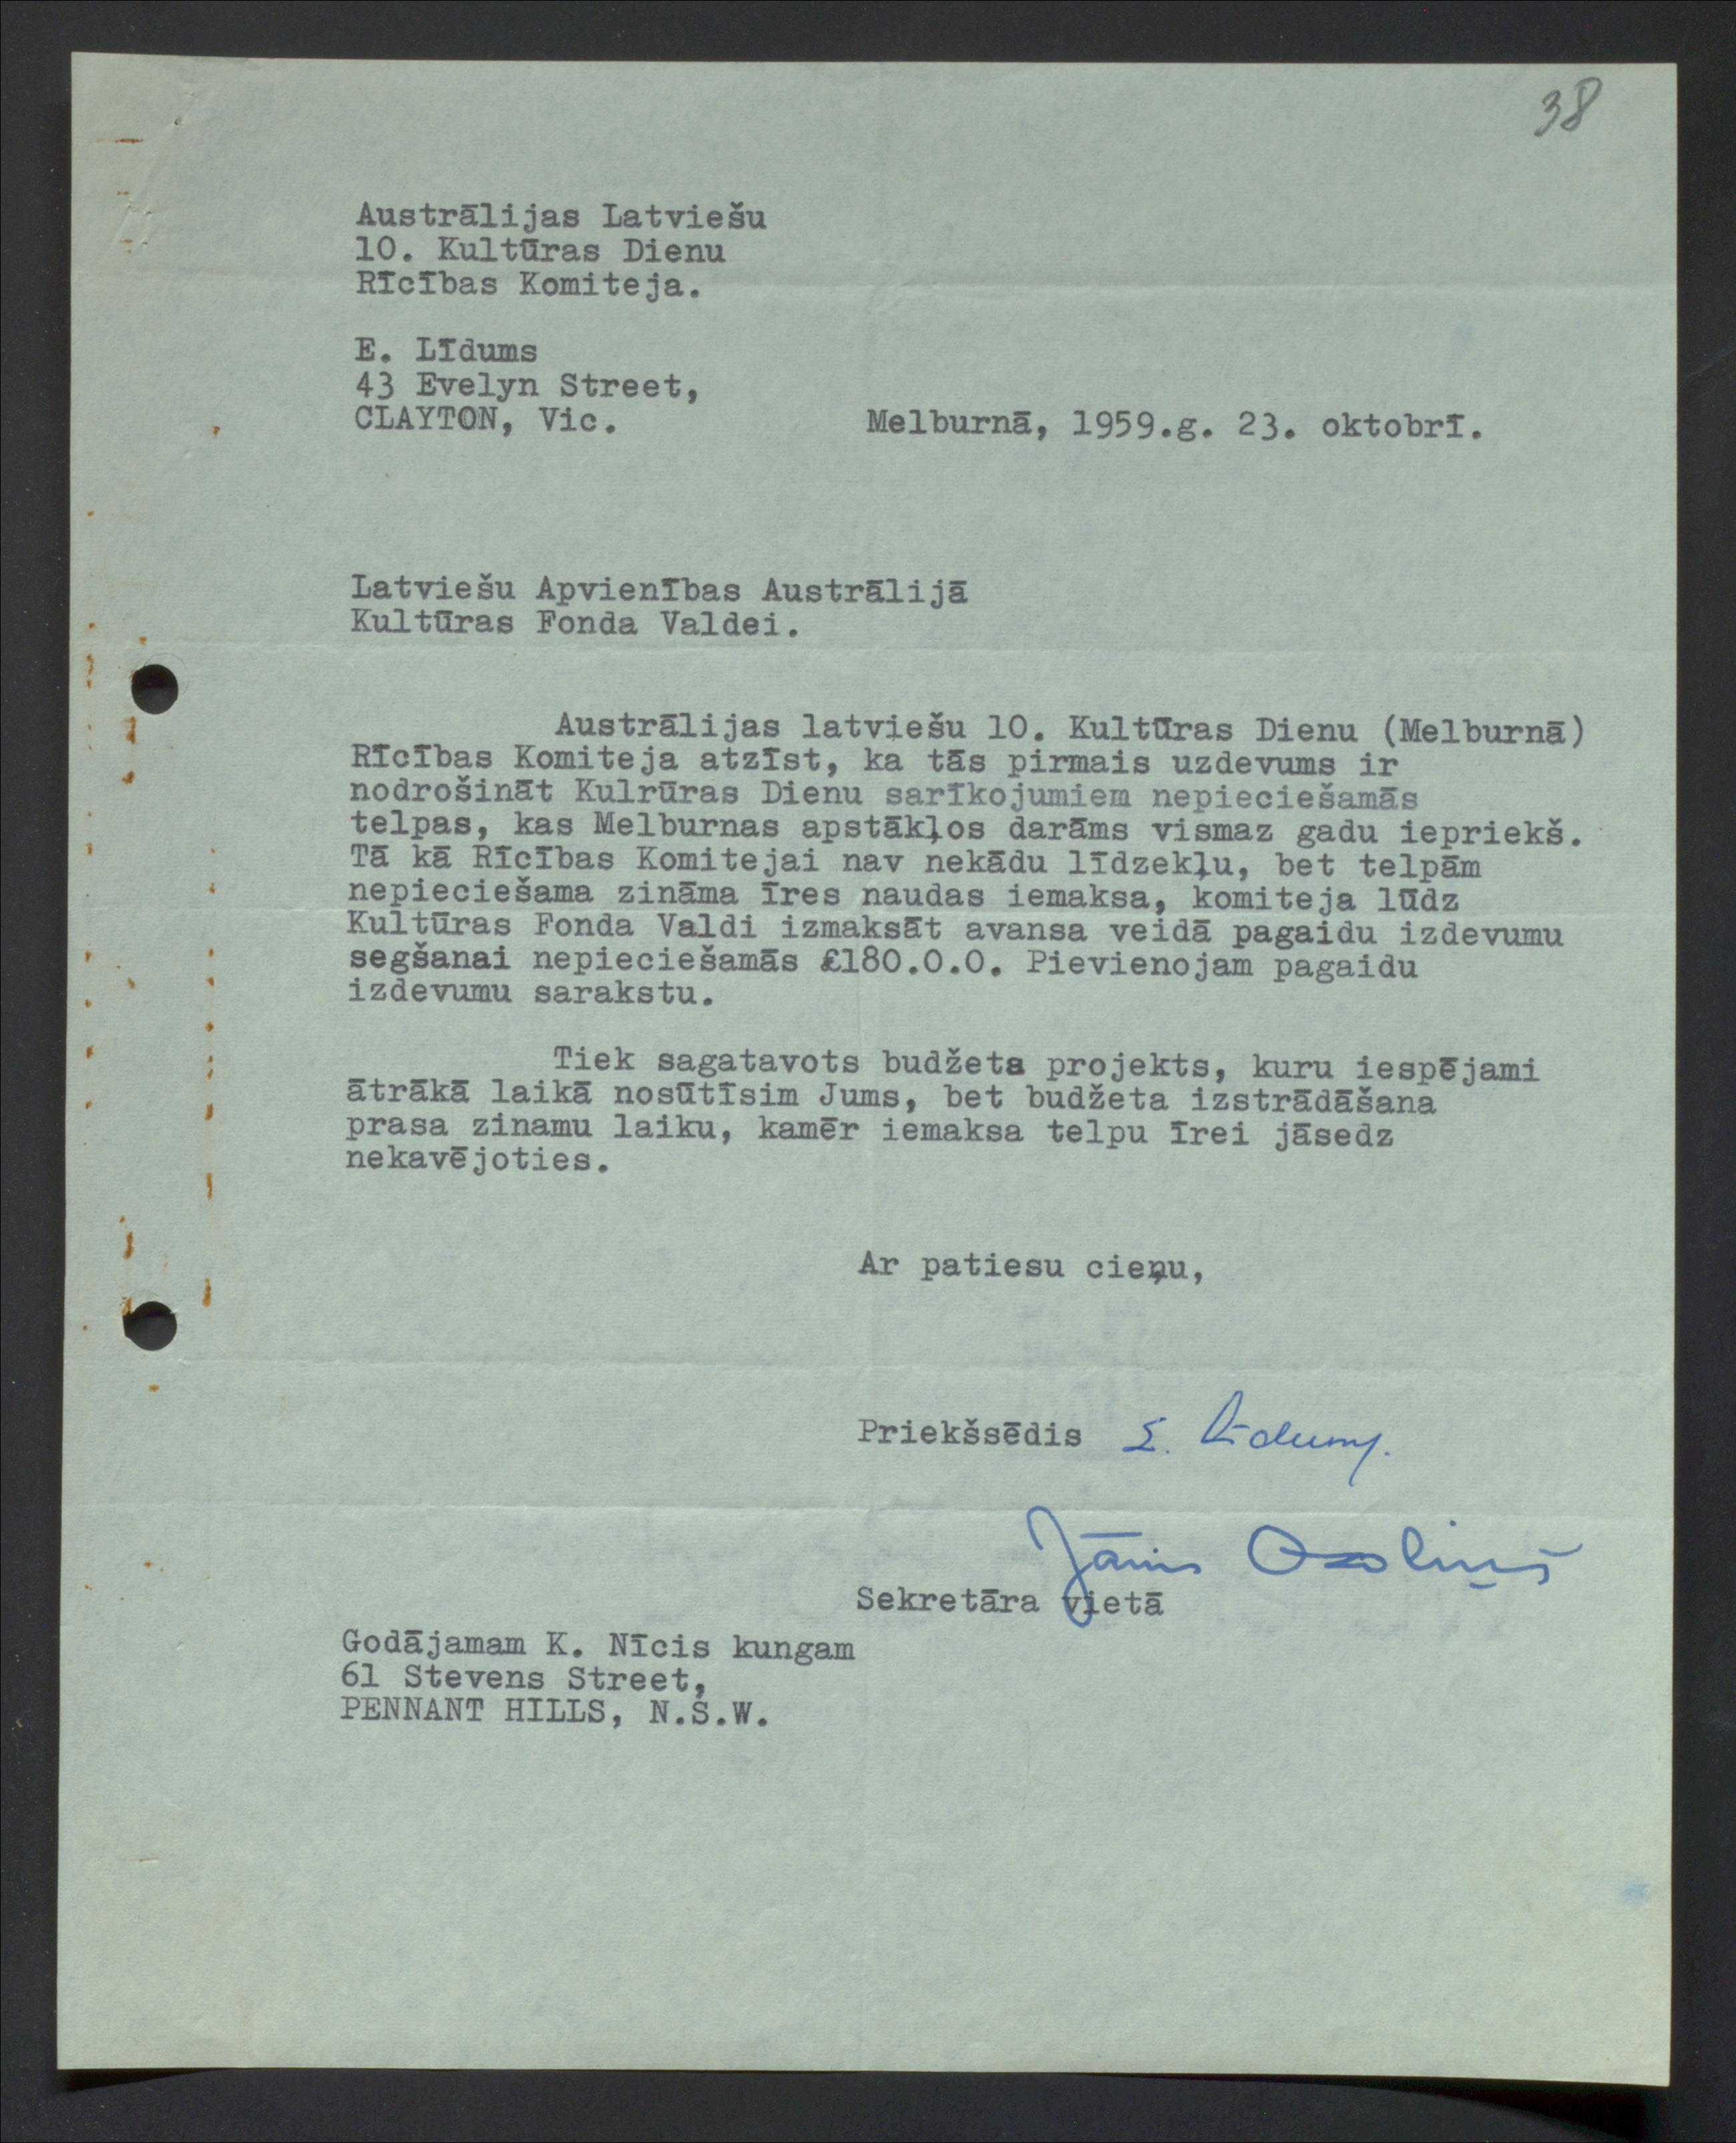 38
Austrālijas Latviešu
10. Kultūras Dienu
Rīcības Komiteja.
E. Līdums
43 Evelyn Street,
CLAYTON, Vic.
Melburnā, 1959.g. 23. oktobrī.
Latviešu Apvienības Austrālijā
Kultūras Fonda Valdei.
Austrālijas latviešu 10. Kultūras Dienu (Melburnā)
Rīcības Komiteja atzīst, ka tās pirmais uzdevums ir
nodrošināt Kulrūras Dienu sarīkojumiem nepieciešamās
telpas, kas Melburnas apstākļos darāms vismaz gadu iepriekš.
Tā kā Rīcības Komitejai nav nekādu līdzekļu, bet telpām
nepieciešama zināma īres naudas iemaksa, komiteja lūdz
Kultūras Fonda Valdi izmaksāt avansa veidā pagaidu izdevumu
segšanai nepieciešamās £180.0.0. Pievienojam pagaidu
izdevumu sarakstu.
Tiek sagatavots budžeta projekts, kuru iespējami
ātrākā laikā nosūtīsim Jums, bet budžeta izstrādāšana
prasa zinamu laiku, kamēr iemaksa telpu īrei jāsedz
nekavējoties.
Ar patiesu cieņu,
Priekšsēdis E. Līdums.
Jānis Ozoliņš
Sekretāra vietā
Godājamam K. Nīcis kungam
61 Stevens Street,
PENNANT HILLS, N.S.W.